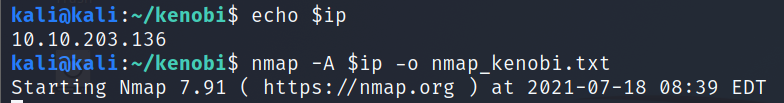 kali@kali:~/kenobi$ echo $ip
10.10.203.136
kali@kali:~/kenobi$ nmap -A $ip -o nmap_kenobi.txt
Starting Nmap 7.91 ( https://nmap.org ) at 2021-07-18 08:39 EDT